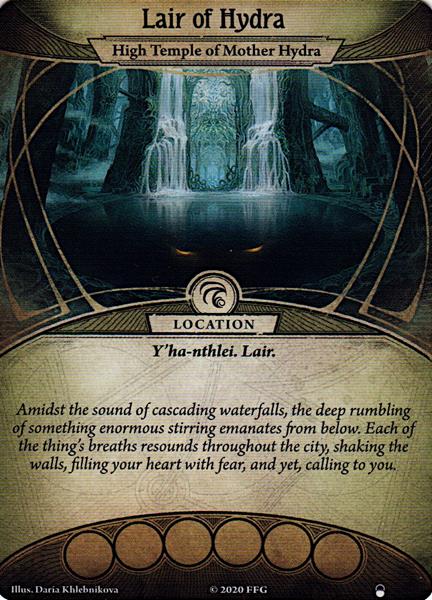 Lair of Hydra
High Temple of Mother Hydra
LOCATION
Y'ha-nthlei. Lair.
Amidst the sound of cascading waterfalls, the deep rumbling
of something enormous stirring emanates from below. Each of
the thing's breaths resounds throughout the city, shaking the
walls, filling your heart with fear, and yet, calling to you.
Illus. Daria Khlebnikova
© 2020 FFG